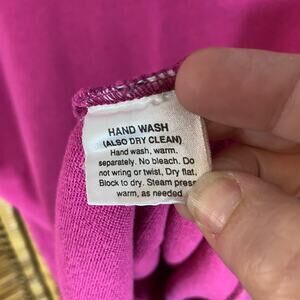 HAND WASH
(ALSO DRY CLEAN)
Hand wash, warm.
separately. No bleach. Do
not wring or twist, Dry flat.
Block to dry. Steam press
warm, as needed